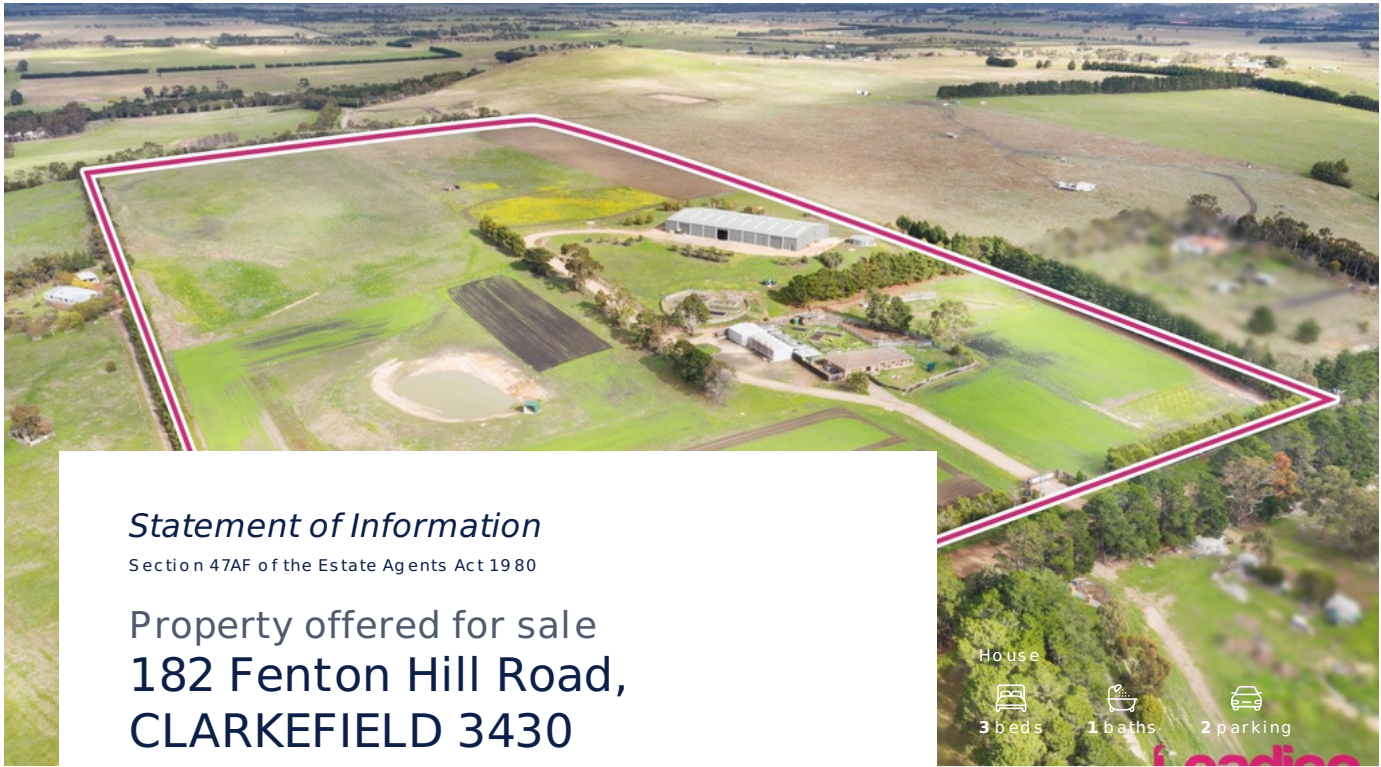 Statement of Information
Section 47AF of the Estate Agents Act 1980
Property offered for sale
182 Fenton Hill Road,
CLARKEFIELD 3430
House
3 beds 1 baths 2 parking